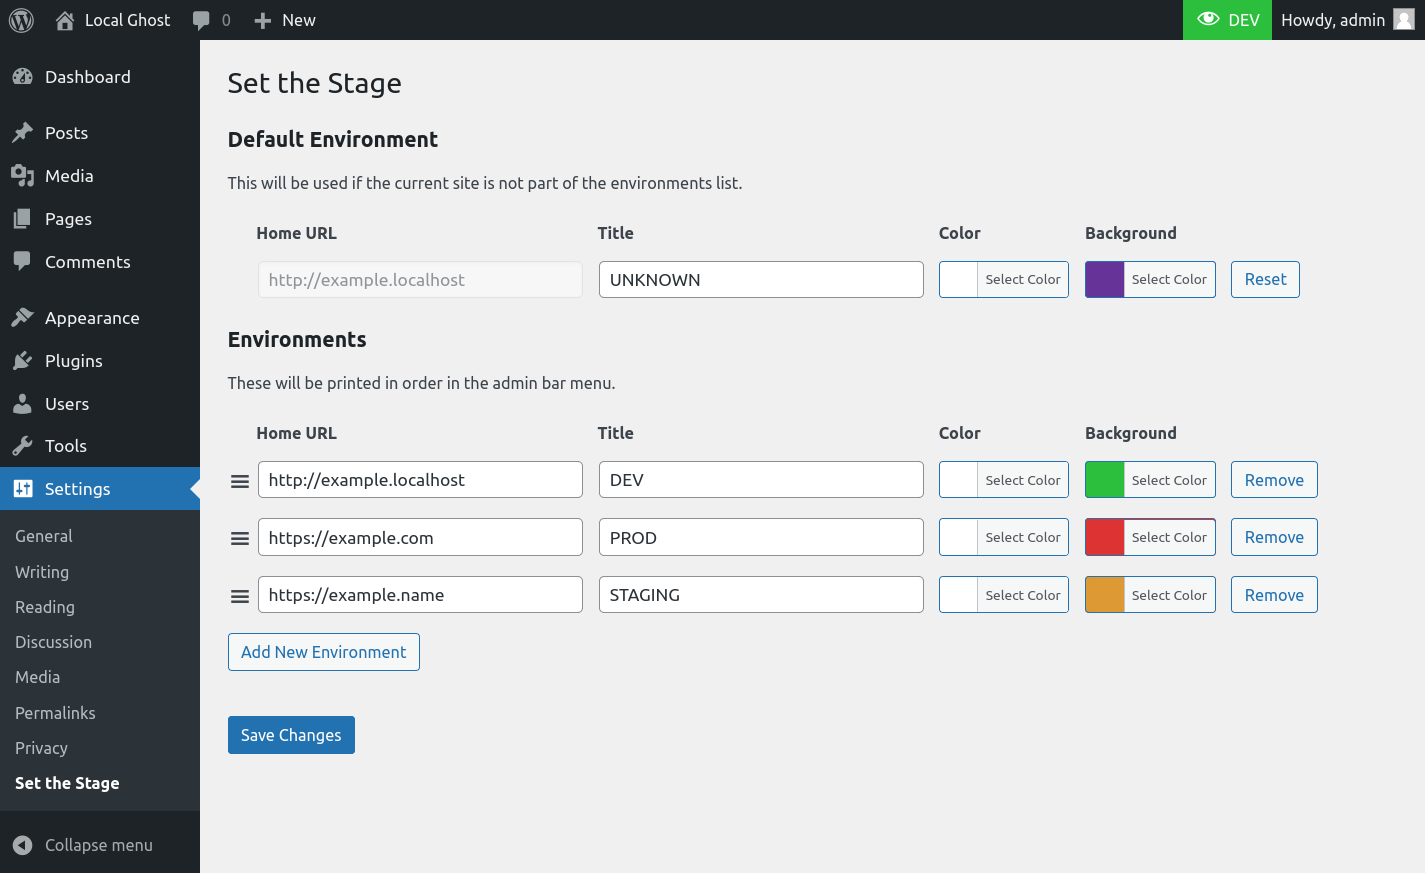 Local Ghost 0 New DEV Howdy, admin
Dashboard
Posts
Media
Pages
Comments
Appearance
Plugins
Users
Tools
Settings
General
Writing
Reading
Discussion
Media
Permalinks
Privacy
Set the Stage
Collapse menu
Set the Stage
Default Environment
This will be used if the current site is not part of the environments list.
Home URL Title Color Background
http://example.localhost UNKNOWN Select Color Select Color Reset
Environments
These will be printed in order in the admin bar menu.
Home URL Title Color Background
http://example.localhost DEV Select Color Select Color Remove
https://example.com PROD Select Color Select Color Remove
https://example.name STAGING Select Color Select Color Remove
Add New Environment
Save Changes